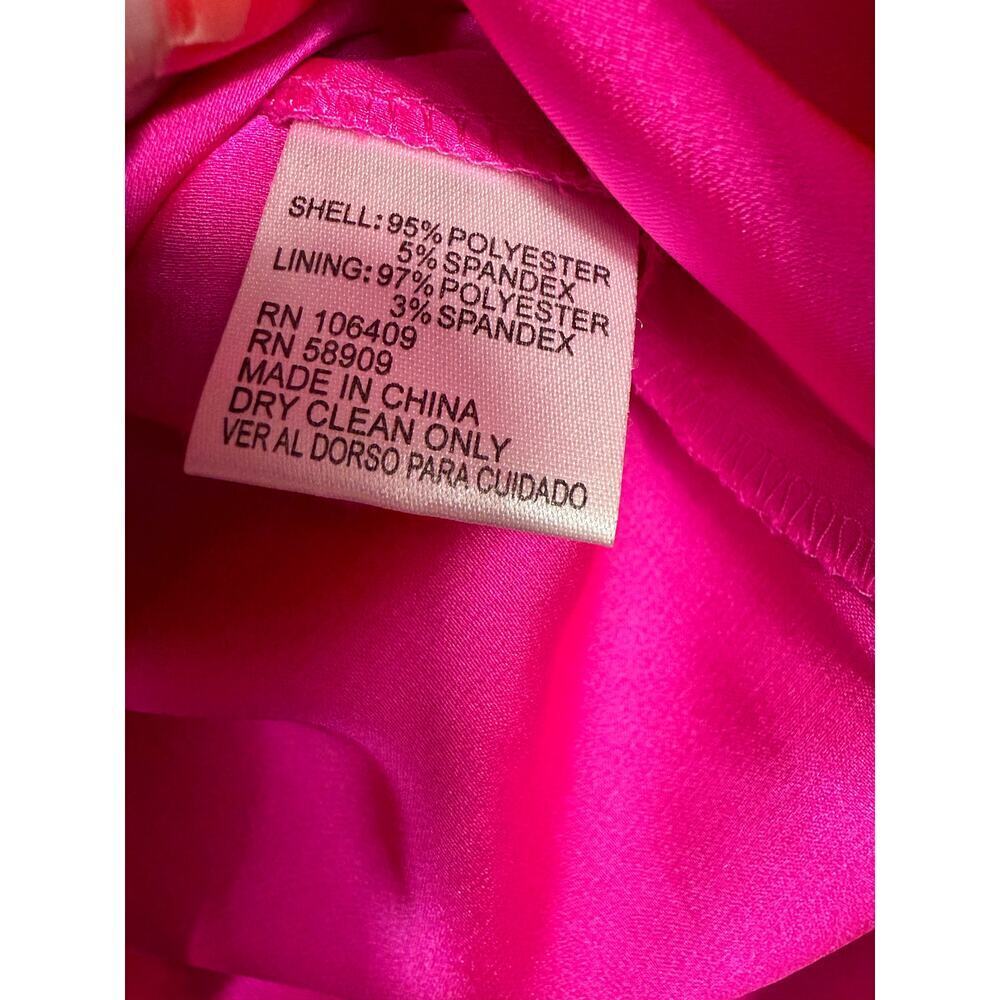 SHELL: 95% POLYESTER
5% SPANDEX
LINING: 97% POLYESTER
3% SPANDEX
RN 106409
RN 58909
MADE IN CHINA
DRY CLEAN ONLY
VER AL DORSO PARA CUIDADO